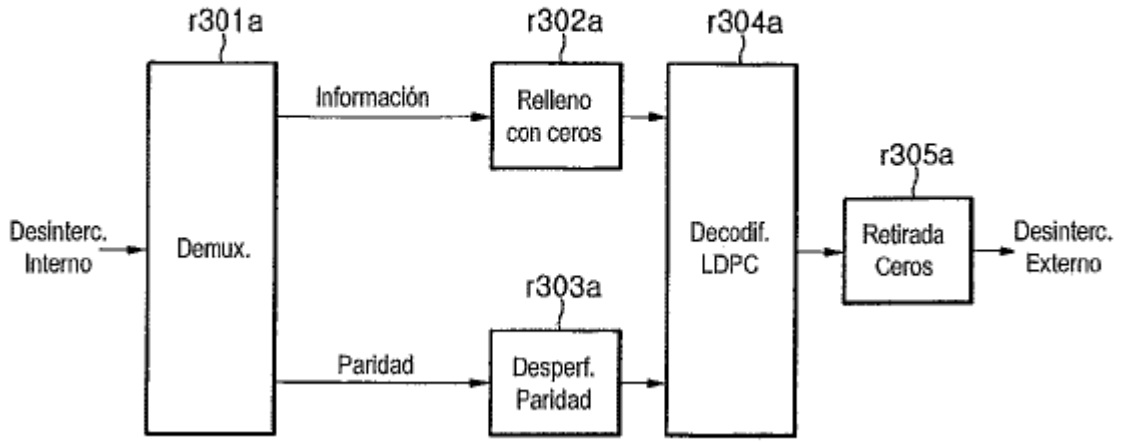 r301a
r302a
r304a
Información
Relleno
con ceros
r305a
Desinterc.
Interno
Demux.
Decodif.
LDPC
Retirada
Ceros
Desinterc.
Externo
r303a
Paridad
Desperf.
Paridad